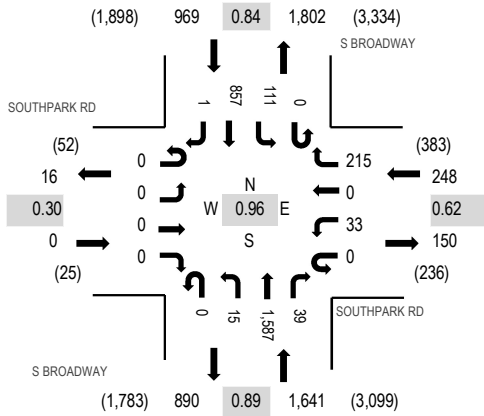 (1,898) 969 0.84 1,802 (3,334)
S BROADWAY
SOUTHPARK RD
1 857 111 0
(52) 0 215 (383)
16 0 N 0 248
0.30 W 0.96 E 0.62
0 0 S 33 150
(25) 0 0 (236)
0 15 1,587 39
SOUTHPARK RD
S BROADWAY
(1,783) 890 0.89 1,641 (3,099)